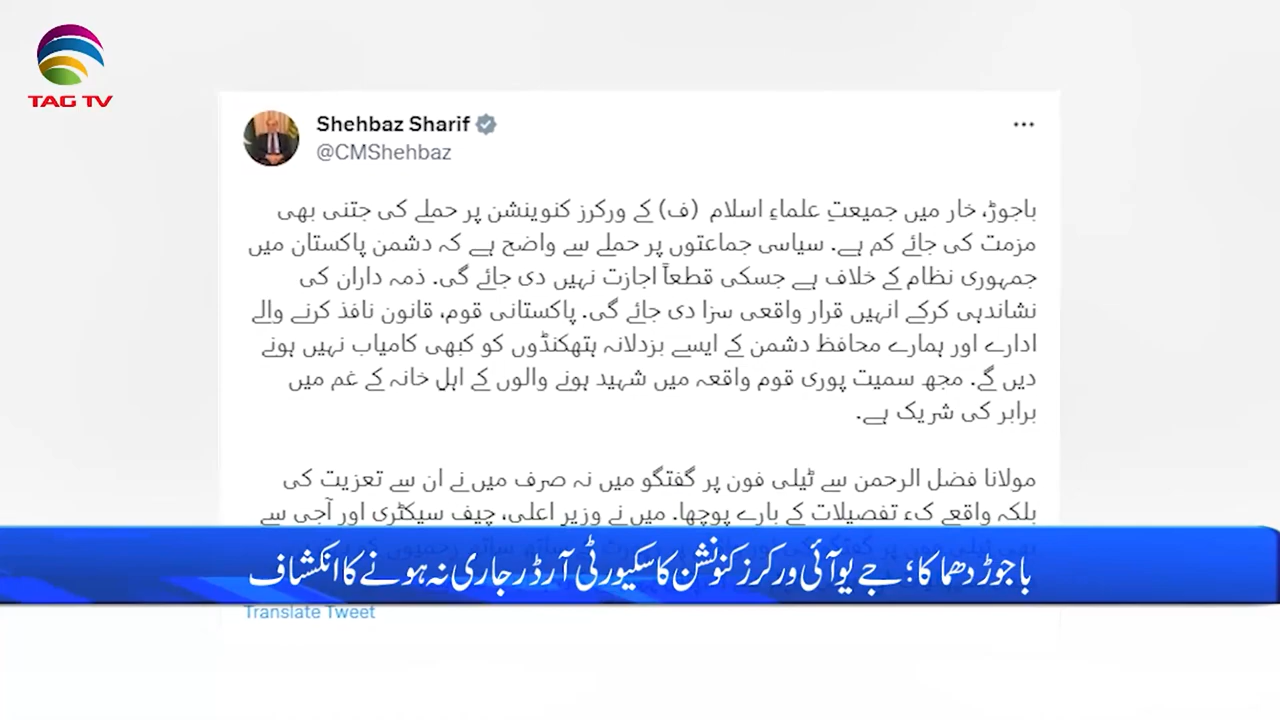 TAG TV
Shehbaz Sharif
@CMShehbaz
باجوڑ، خار میں جمیعتِ علماءِ اسلام (ف) کے ورکرز کنوینشن پر حملے کی جتنی بھی
مزمت کی جائے کم ہے. سیاسی جماعتوں پر حملے سے واضح ہے کہ دشمن پاکستان میں
جمہوری نظام کے خلاف ہے جسکی قطعاً اجازت نہیں دی جائے گی. ذمہ داران کی
نشاندہی کرکے انہیں قرار واقعی سزا دی جائے گی. پاکستانی قوم، قانون نافذ کرنے والے
ادارے اور ہمارے محافظ دشمن کے ایسے بزدلانہ ہتھکنڈوں کو کبھی کامیاب نہیں ہونے
دیں گے. مجھ سمیت پوری قوم واقعہ میں شہید ہونے والوں کے اہلِ خانہ کے غم میں
برابر کی شریک ہے.
مولانا فضل الرحمن سے ٹیلی فون پر گفتگو میں نہ صرف میں نے ان سے تعزیت کی
بلکہ واقعے کء تفصیلات کے بارے پوچھا. میں نے وزیرِ اعلی، چیف سیکٹری اور آجی سے
باجوڑ دھماکا؛ جے یو آئی ورکرز کنونشن کا سکیورٹی آرڈر جاری نہ ہونے کا انکشاف
Translate Tweet